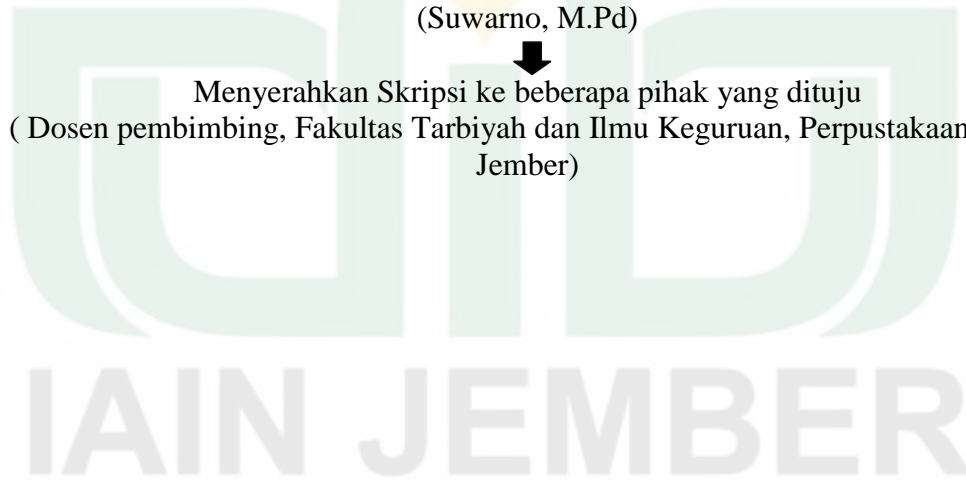 (Suwarno, M.Pd)
Menyerahkan Skripsi ke beberapa pihak yang dituju
( Dosen pembimbing, Fakultas Tarbiyah dan Ilmu Keguruan, Perpustakaan
Jember)
IAIN JEMBER